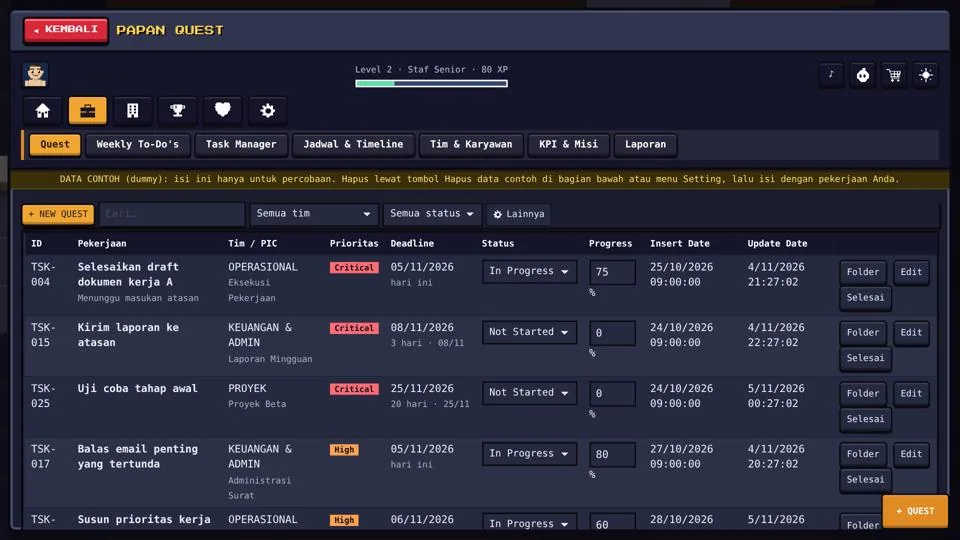 ◂ KEMBALI PAPAN QUEST
Level 2 · Staf Senior · 80 XP
Quest Weekly To-Do's Task Manager Jadwal & Timeline Tim & Karyawan KPI & Misi Laporan
DATA CONTOH (dummy): isi ini hanya untuk percobaan. Hapus lewat tombol Hapus data contoh di bagian bawah atau menu Setting, lalu isi dengan pekerjaan Anda.
+ NEW QUEST Cari… Semua tim Semua status Lainnya
ID Pekerjaan Tim / PIC Prioritas Deadline Status Progress Insert Date Update Date
TSK- Selesaikan draft OPERASIONAL Critical 05/11/2026 In Progress 75 25/10/2026 4/11/2026 Folder Edit
004 dokumen kerja A Eksekusi hari ini % 09:00:00 21:27:02
Menunggu masukan atasan Pekerjaan Selesai
TSK- Kirim laporan ke KEUANGAN & Critical 08/11/2026 Not Started 0 24/10/2026 4/11/2026 Folder Edit
015 atasan ADMIN 3 hari · 08/11 % 09:00:00 22:27:02
Laporan Mingguan Selesai
TSK- Uji coba tahap awal PROYEK Critical 25/11/2026 Not Started 0 24/10/2026 5/11/2026 Folder Edit
025 Proyek Beta 20 hari · 25/11 % 09:00:00 00:27:02
Selesai
TSK- Balas email penting KEUANGAN & High 05/11/2026 In Progress 80 27/10/2026 4/11/2026 Folder Edit
017 yang tertunda ADMIN hari ini % 09:00:00 20:27:02
Administrasi Selesai
Surat
TSK- Susun prioritas kerja OPERASIONAL High 06/11/2026 In Progress 60 28/10/2026 5/11/2026 Folder
+ QUEST